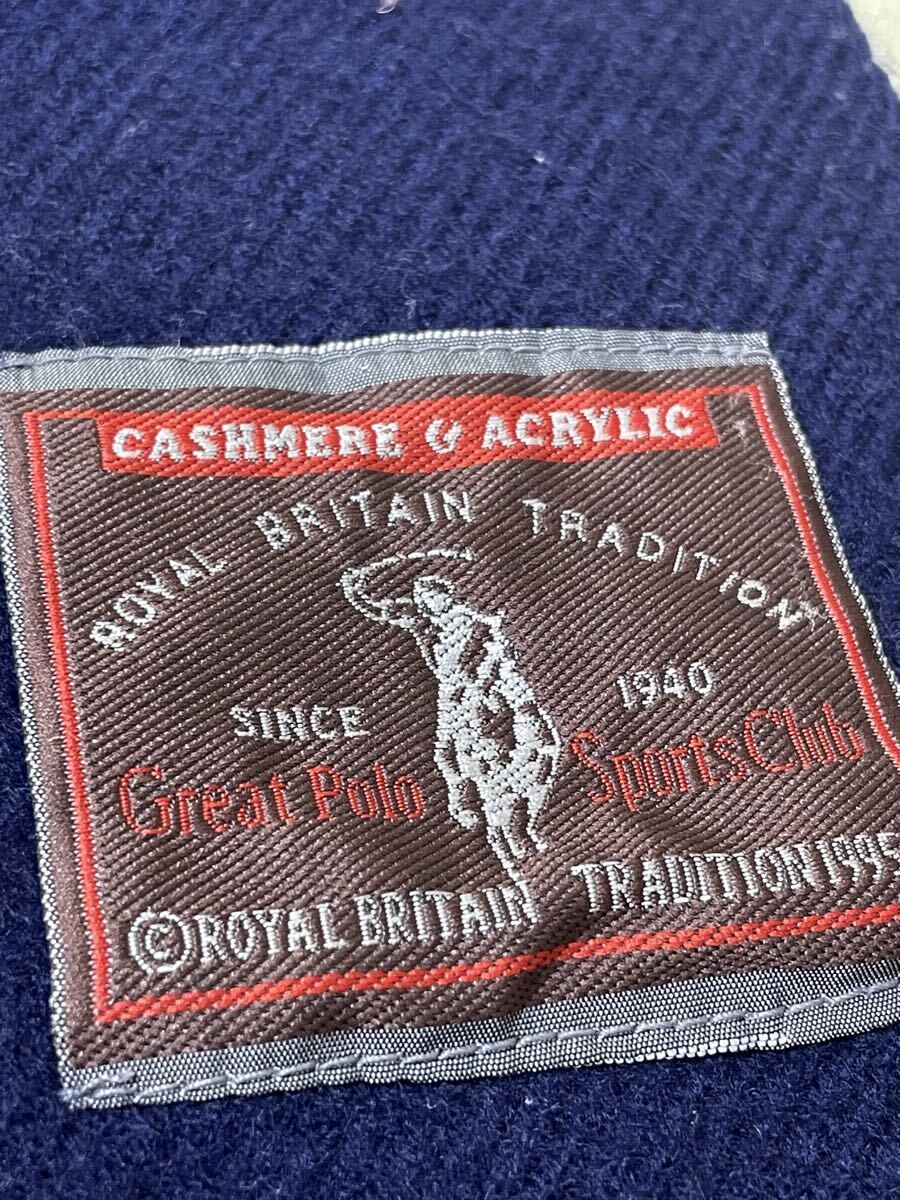 CASHMERE & ACRYLIC
ROYAL BRITAIN TRADITION
SINCE 1940
Great Polo Sports Club
©ROYAL BRITAIN TRADITION 1995